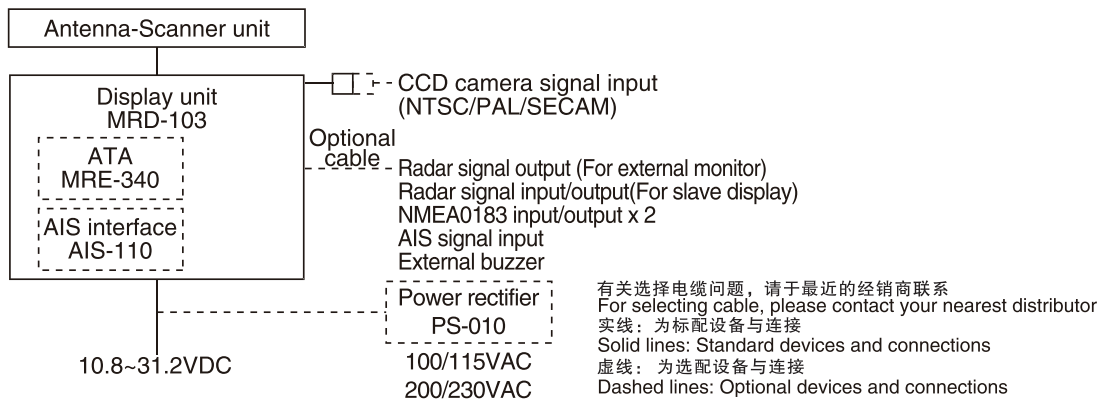 Antenna-Scanner unit
Display unit
MRD-103
ATA
MRE-340
AIS interface
AIS-110
10.8~31.2VDC
CCD camera signal input
(NTSC/PAL/SECAM)
Optional
cable
Radar signal output (For external monitor)
Radar signal input/output(For slave display)
NMEA0183 input/output x 2
AIS signal input
External buzzer
Power rectifier
PS-010
100/115VAC
200/230VAC
有关选择电缆问题，请于最近的经销商联系
For selecting cable, please contact your nearest distributor
实线：为标配设备与连接
Solid lines: Standard devices and connections
虚线：为选配设备与连接
Dashed lines: Optional devices and connections